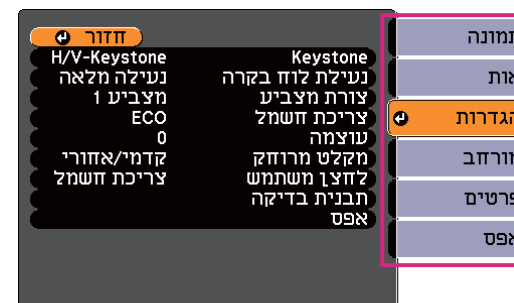 חזור
Keystone H/V-Keystone
נעילת לוח בקרה נעילה מלאה
צורת מצביע מצביע 1
צריכת חשמל ECO
עוצמה 0
מקלט מרוחק קדמי/אחורי
לחצן משתמש צריכת חשמל
תבנית בדיקה
אפס
תמונה
אות
הגדרות
מורחב
פרטים
אפס